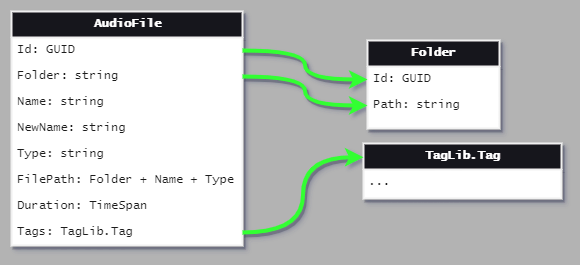 AudioFile
Id: GUID
Folder: string
Name: string
NewName: string
Type: string
FilePath: Folder + Name + Type
Duration: TimeSpan
Tags: TagLib.Tag
Folder
Id: GUID
Path: string
TagLib.Tag
...